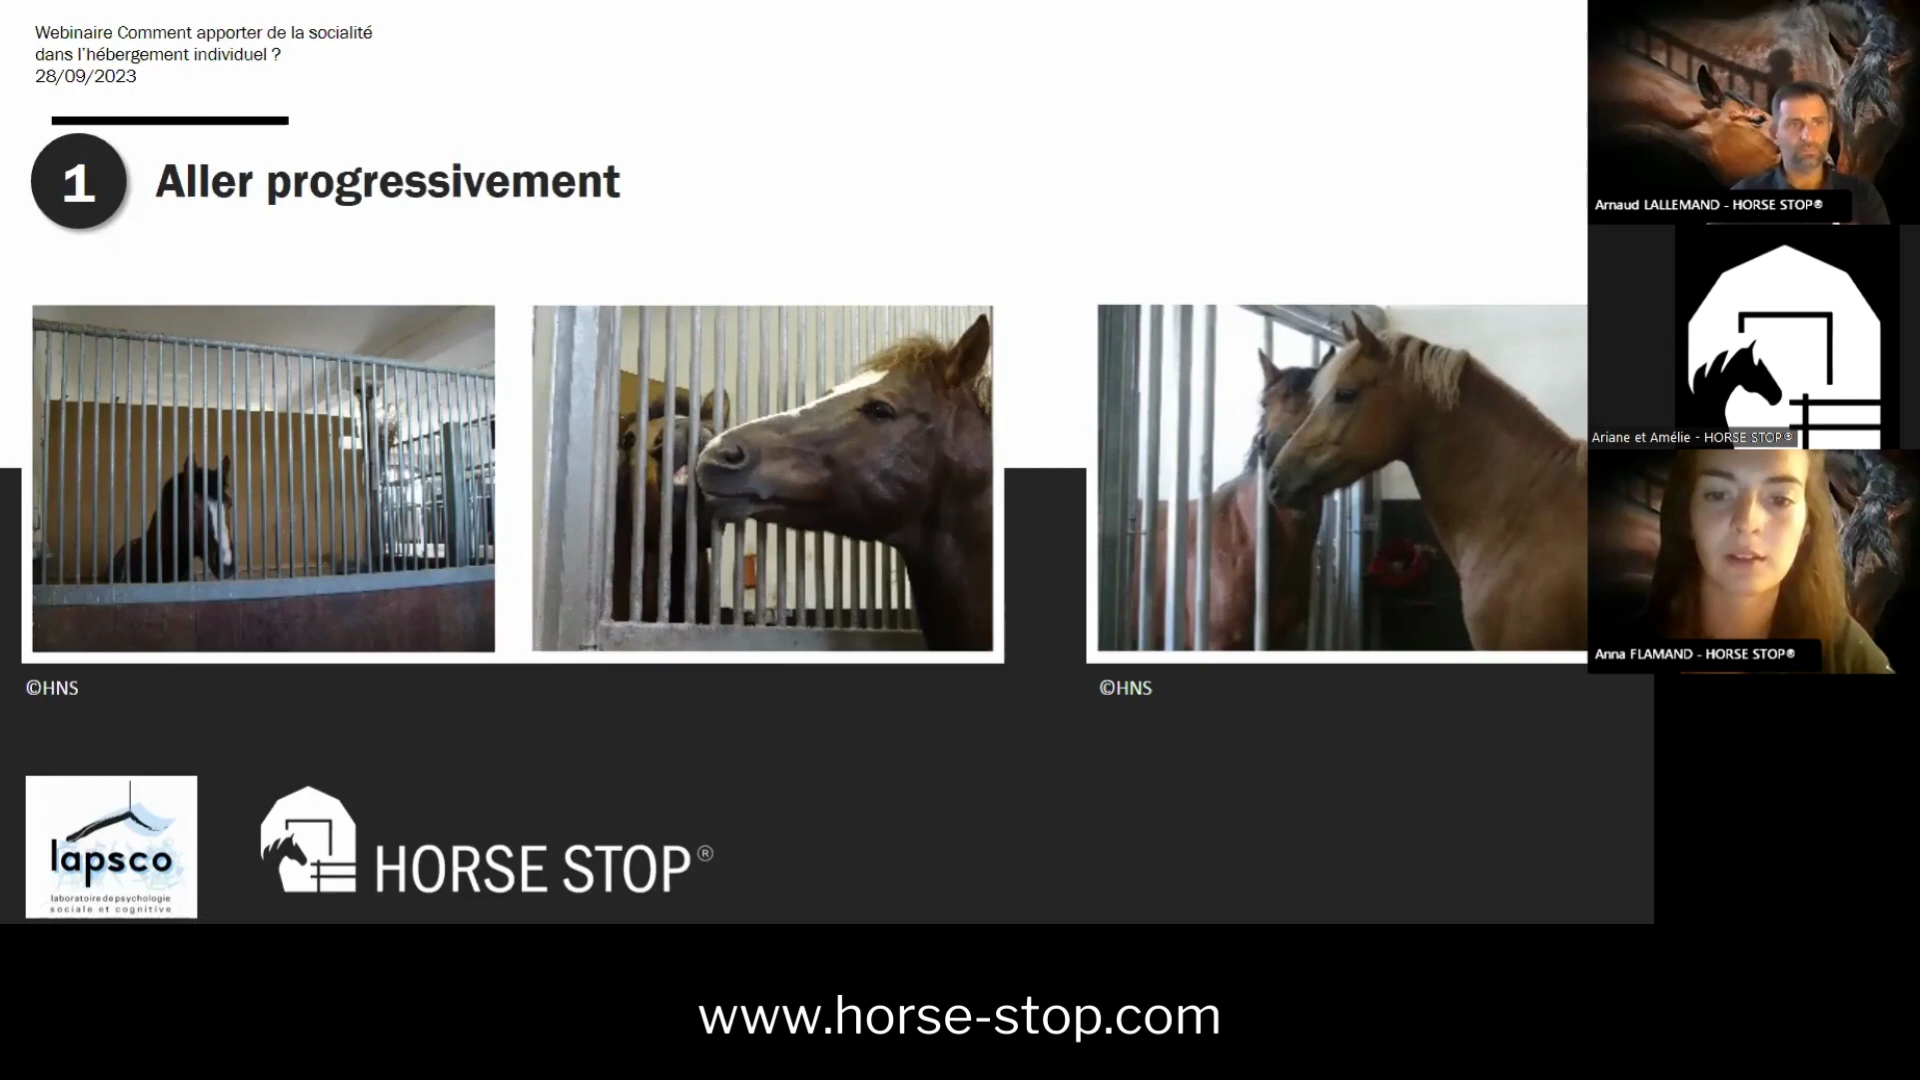 Webinaire Comment apporter de la socialité
dans l'hébergement individuel ?
28/09/2023
1
Aller progressivement
©HNS
©HNS
lapsco
laboratoire de psychologie
sociale et cognitive
HORSE STOP®
Arnaud LALLEMAND - HORSE STOP®
Ariane et Amélie - HORSE STOP®
Anna FLAMAND - HORSE STOP®
www.horse-stop.com